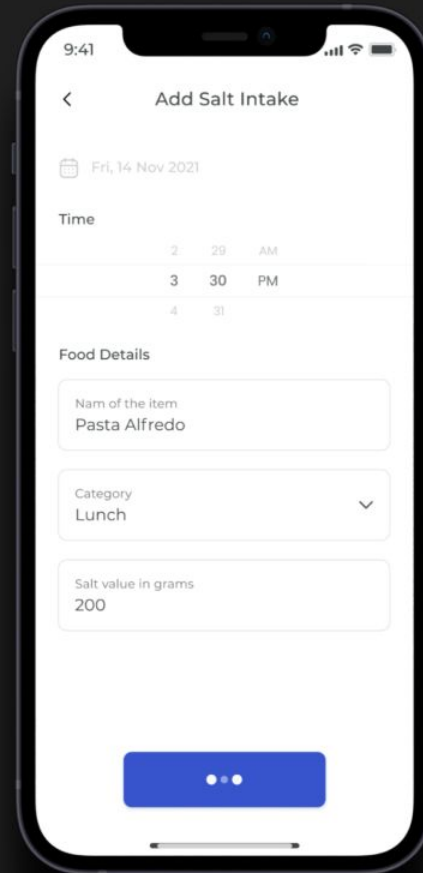 9:41
Add Salt Intake
Fri, 14 Nov 2021
Time
2 29 AM
3 30 PM
4 31
Food Details
Nam of the item
Pasta Alfredo
Category
Lunch
Salt value in grams
200